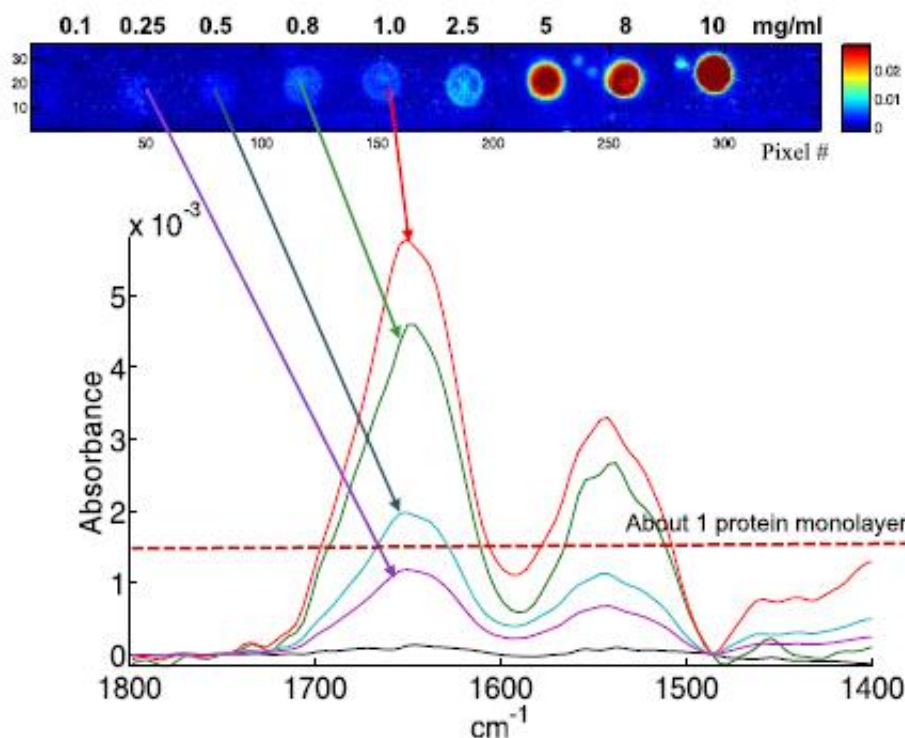 0.1 0.25 0.5 0.8 1.0 2.5 5 8 10 mg/ml
30
20
10
0.02
0.01
0
50 100 150 200 250 300 Pixel #
x 10⁻³
5
4
3
2
1
0
Absorbance
About 1 protein monolayer
1800 1700 1600 1500 1400
cm⁻¹